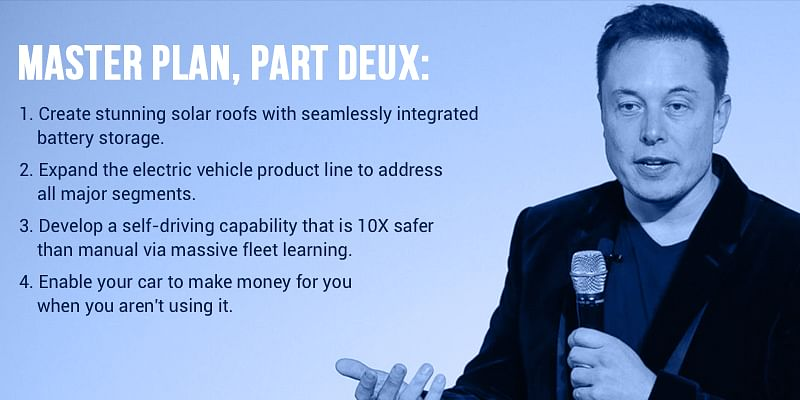 MASTER PLAN, PART DEUX:
1. Create stunning solar roofs with seamlessly integrated
battery storage.
2. Expand the electric vehicle product line to address
all major segments.
3. Develop a self-driving capability that is 10X safer
than manual via massive fleet learning.
4. Enable your car to make money for you
when you aren't using it.